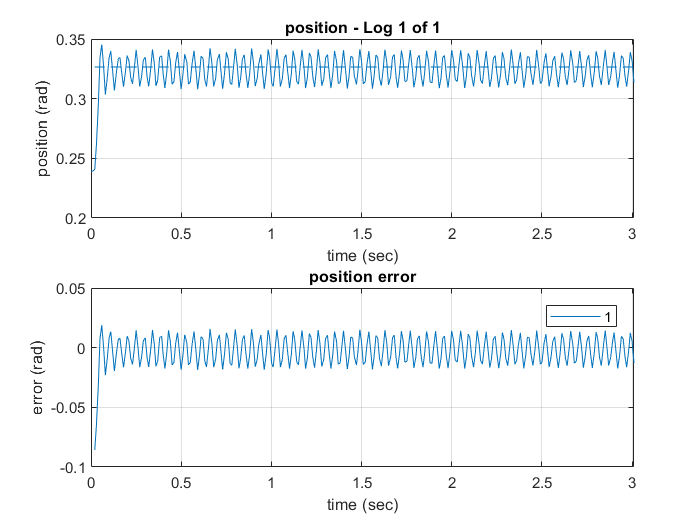 position - Log 1 of 1
0.35
0.3
0.25
0.2
position (rad)
0 0.5 1 1.5 2 2.5 3
time (sec)
position error
0.05
0
-0.05
-0.1
error (rad)
1
0 0.5 1 1.5 2 2.5 3
time (sec)